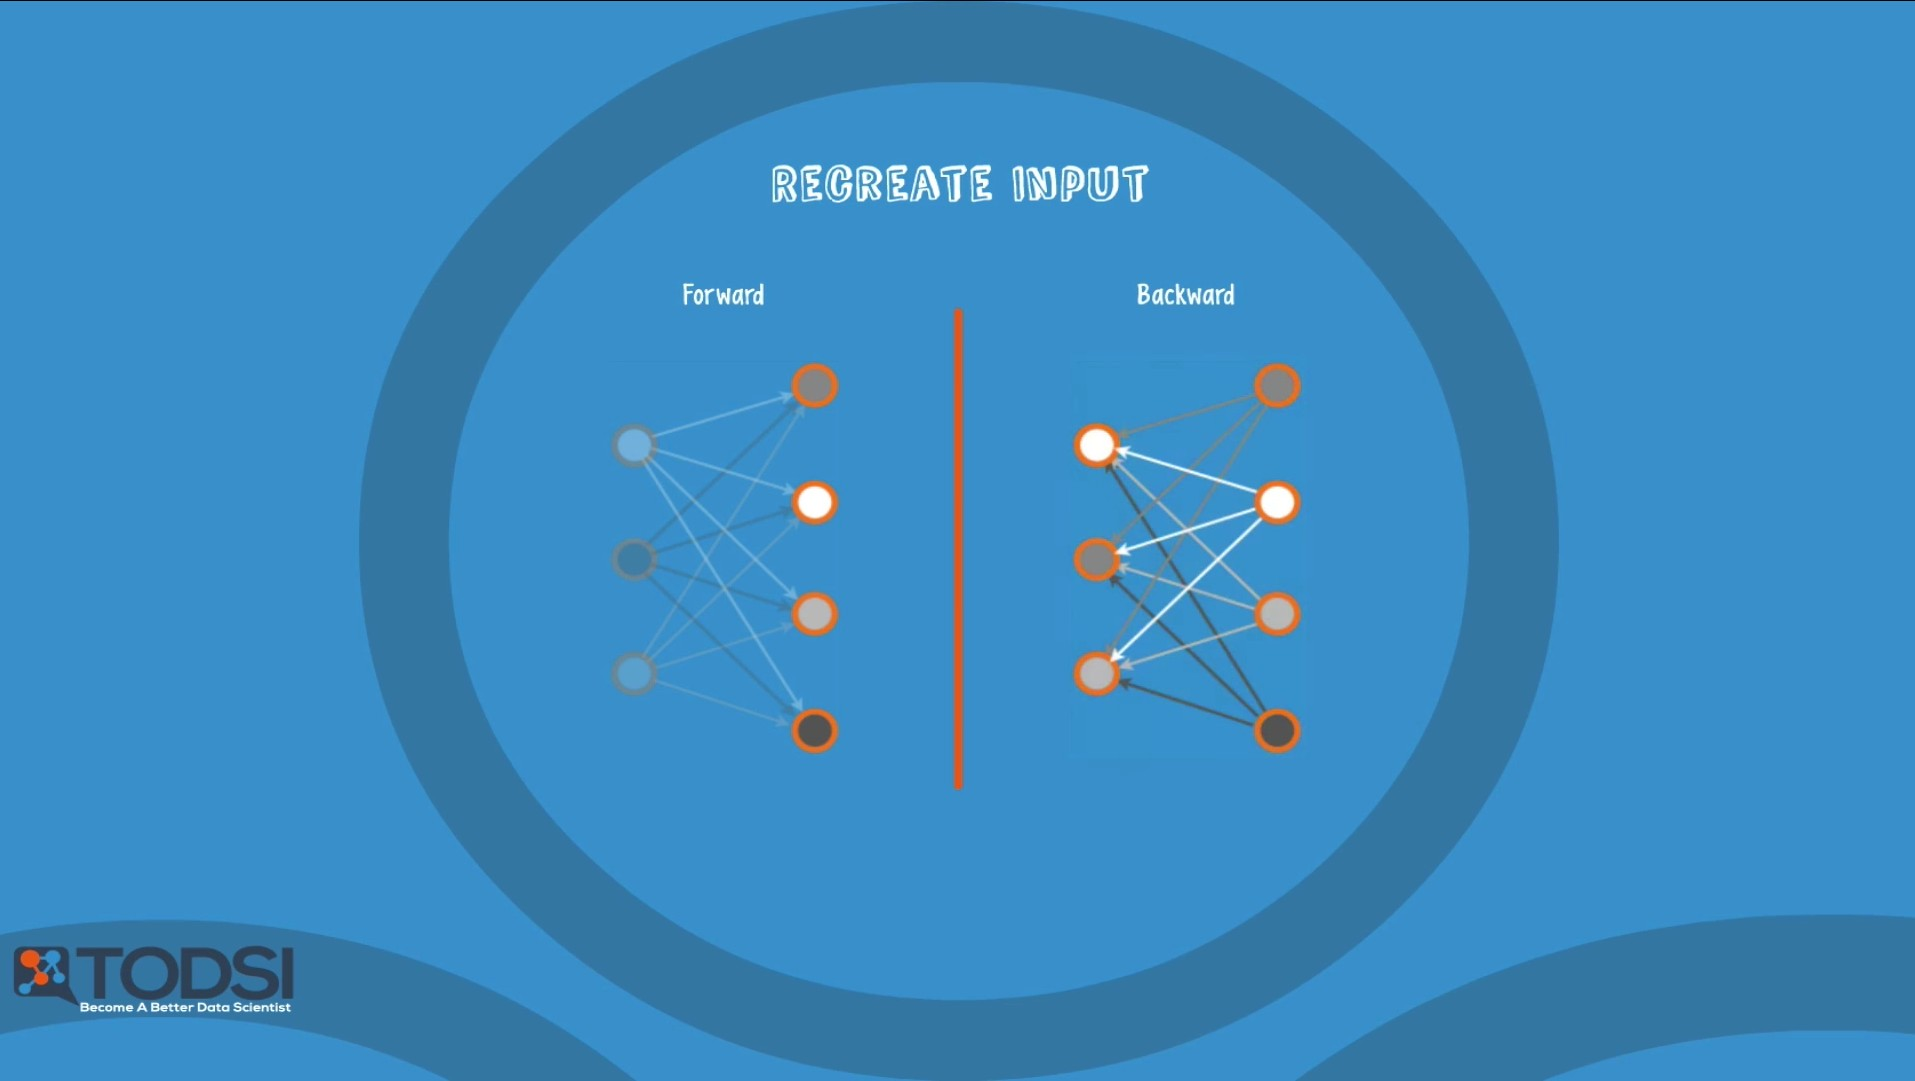 RECREATE INPUT
Forward
Backward
TODSI
Become A Better Data Scientist